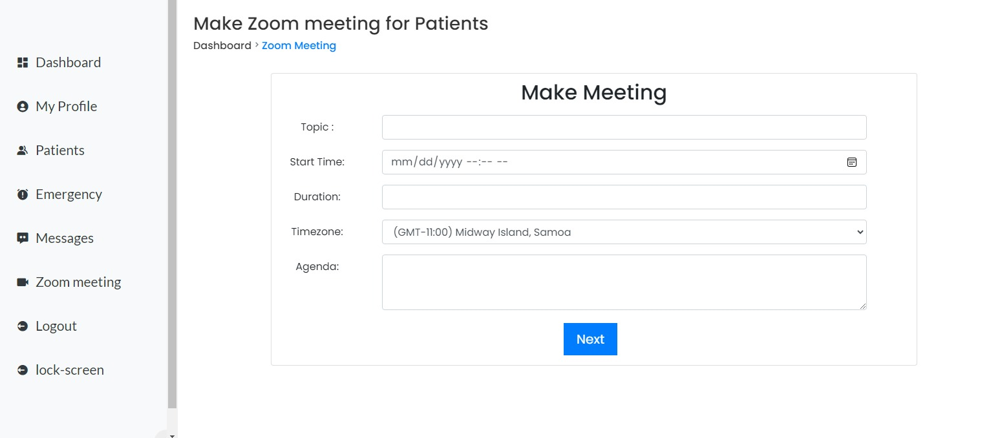 Dashboard
My Profile
Patients
Emergency
Messages
Zoom meeting
Logout
lock-screen
Make Zoom meeting for Patients
Dashboard > Zoom Meeting
Make Meeting
Topic :
Start Time: mm/dd/yyyy --:-- --
Duration:
Timezone: (GMT-11:00) Midway Island, Samoa
Agenda:
Next